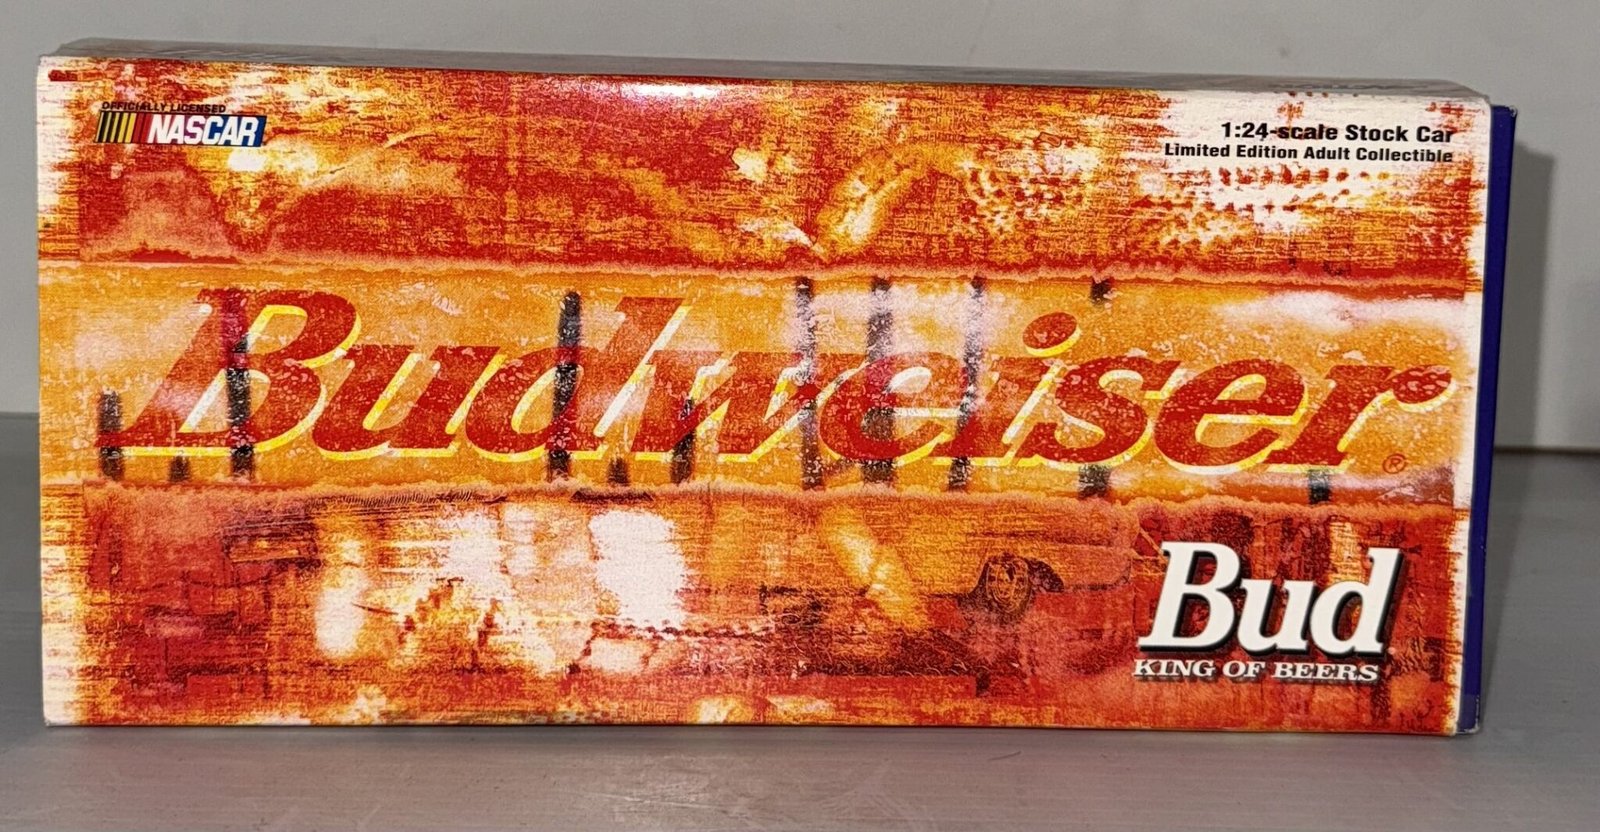 OFFICIALLY LICENSED
NASCAR
1:24-scale Stock Car
Limited Edition Adult Collectible
Budweiser®
Bud
KING OF BEERS